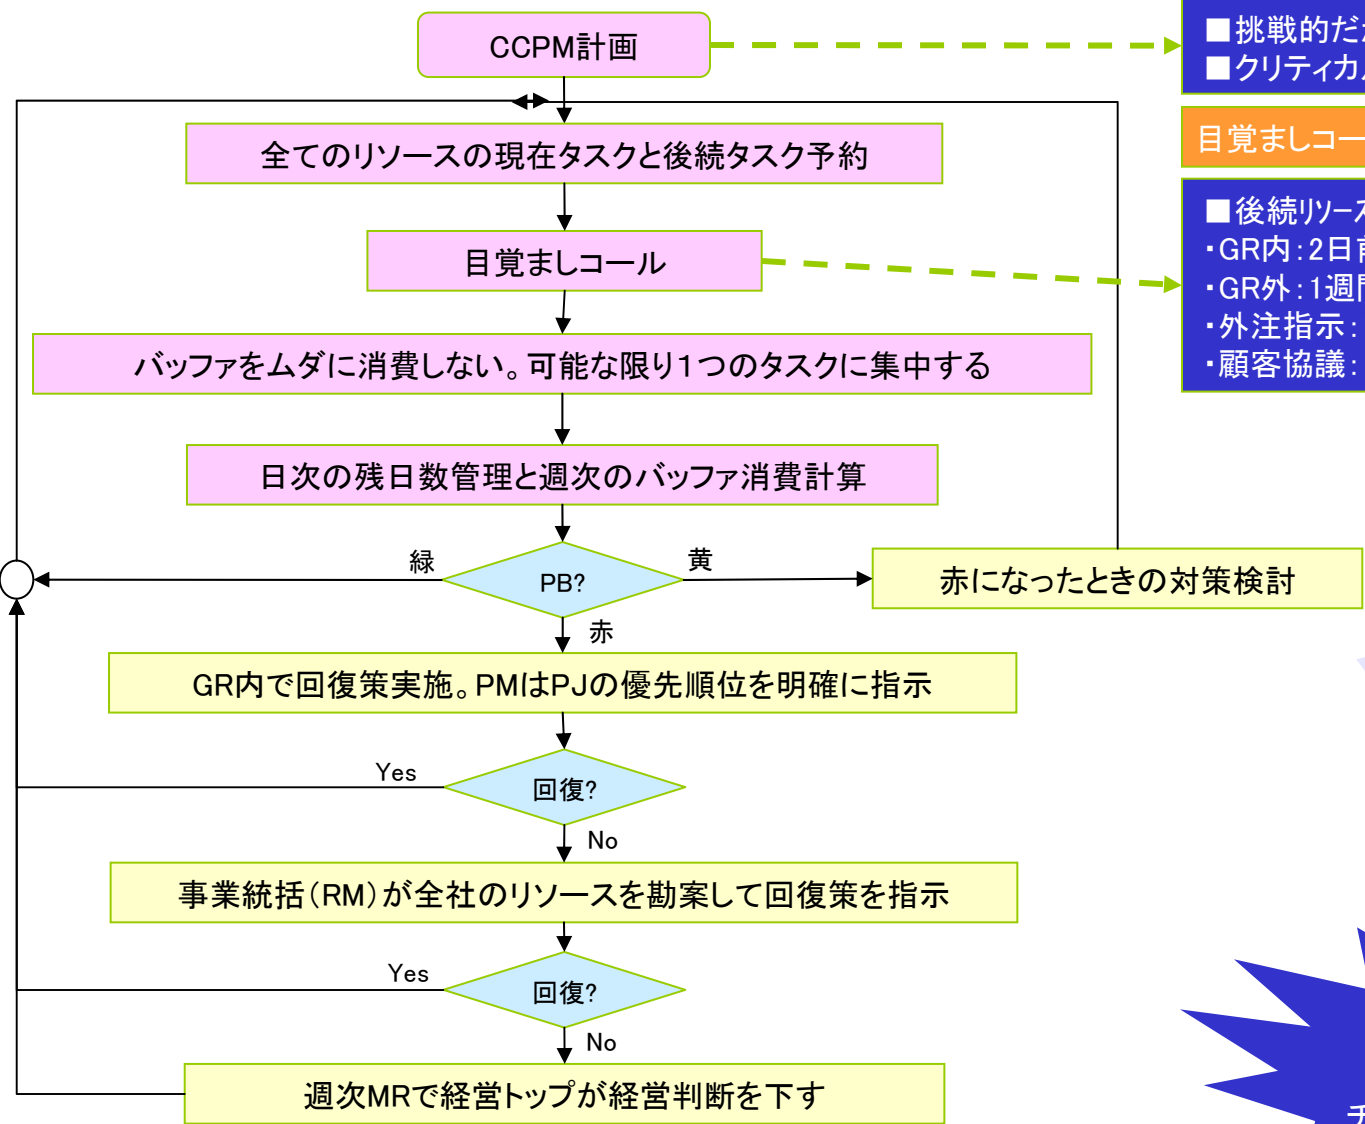 CCPM計画
■挑戦的だ
■クリティカ
全てのリソースの現在タスクと後続タスク予約
目覚ましコー
目覚ましコール
■後続リソー
・GR内：2日前
・GR外：1週間
・外注指示：
・顧客協議：
バッファをムダに消費しない。可能な限り１つのタスクに集中する
日次の残日数管理と週次のバッファ消費計算
緑
PB?
黄
赤になったときの対策検討
赤
GR内で回復策実施。PMはPJの優先順位を明確に指示
Yes
回復?
No
事業統括（RM）が全社のリソースを勘案して回復策を指示
Yes
回復?
No
週次MRで経営トップが経営判断を下す